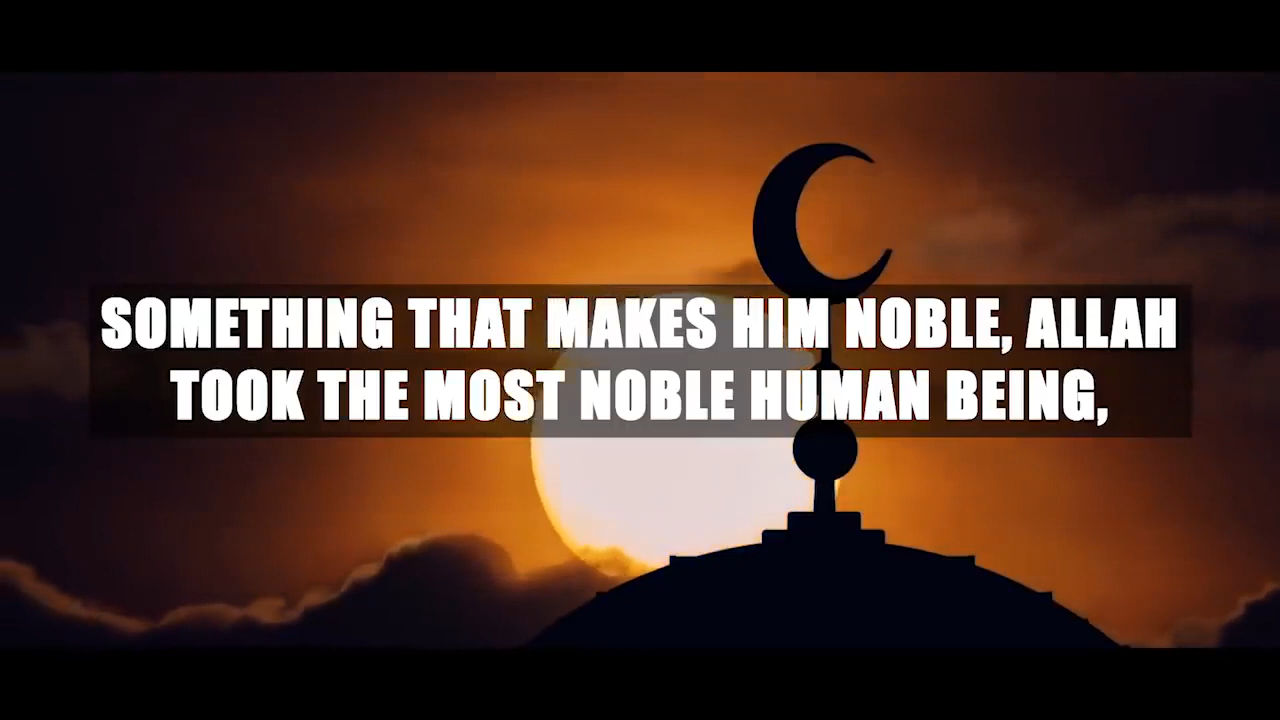 SOMETHING THAT MAKES HIM NOBLE, ALLAH
TOOK THE MOST NOBLE HUMAN BEING,